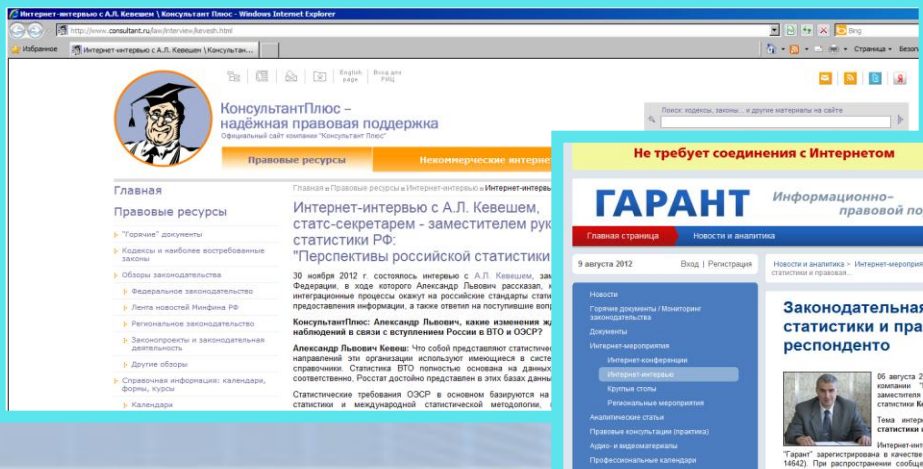 Интернет-интервью с А.Л. Кевешем \ Консультант Плюс - Windows Internet Explorer
http://www.consultant.ru/law/interview/kevesh.html
Bing
Избранное
Интернет-интервью с А.Л. Кевешем \ Консультан...
Страница
Безоп
English page
Вход для РИЦ
КонсультантПлюс –
надёжная правовая поддержка
Официальный сайт компании "Консультант Плюс"
Поиск: кодексы, законы... и другие материалы на сайте
Правовые ресурсы
Некоммерческие интерне
Главная
Правовые ресурсы
"Горячие" документы
Кодексы и наиболее востребованные
законы
Обзоры законодательства
Федеральное законодательство
Лента новостей Минфина РФ
Региональное законодательство
Законопроекты и законодательная
деятельность
Другие обзоры
Справочная информация: календари,
формы, курсы
Календари
Главная » Правовые ресурсы » Интернет-интервью » Интернет-интервь
Интернет-интервью с А.Л. Кевешем,
статс-секретарем - заместителем рук
статистики РФ:
"Перспективы российской статистики
30 ноября 2012 г. состоялось интервью с А.Л. Кевешем, зам
Федерации, в ходе которого Александр Львович рассказал, к
интеграционные процессы окажут на российские стандарты стати
предоставления информации, а также ответил на поступившие вопр
КонсультантПлюс: Александр Львович, какие изменения жд
наблюдений в связи с вступлением России в ВТО и ОЭСР?
Александр Львович Кевеш: Что собой представляют статистичес
направлений эти организации используют имеющиеся в систе
справочники. Статистика ВТО полностью основана на данных
соответственно, Росстат достойно представлен в этих базах данны
Статистические требования ОЭСР в основном базируются на
статистики и международной статистической методологии,
Не требует соединения с Интернетом
ГАРАНТ
Информационно–
правовой по
Главная страница
Новости и аналитика
9 августа 2012
Вход | Регистрация
Новости и аналитика > Интернет-мероприя
статистики и правовая...
Новости
Горячие документы / Мониторинг
законодательства
Документы
Интернет-мероприятия
Интернет-конференции
Интернет-интервью
Круглые столы
Региональные мероприятия
Аналитические статьи
Правовые консультации (практика)
Аудио- и видеоматериалы
Профессиональные календари
Законодательная
статистики и пра
респонденто
06 августа 2
компании "
заместителя
статистики К
Тема интер
статистики и
Интернет-инт
"Гарант" зарегистрирована в качестве
14642). При распространении сообще